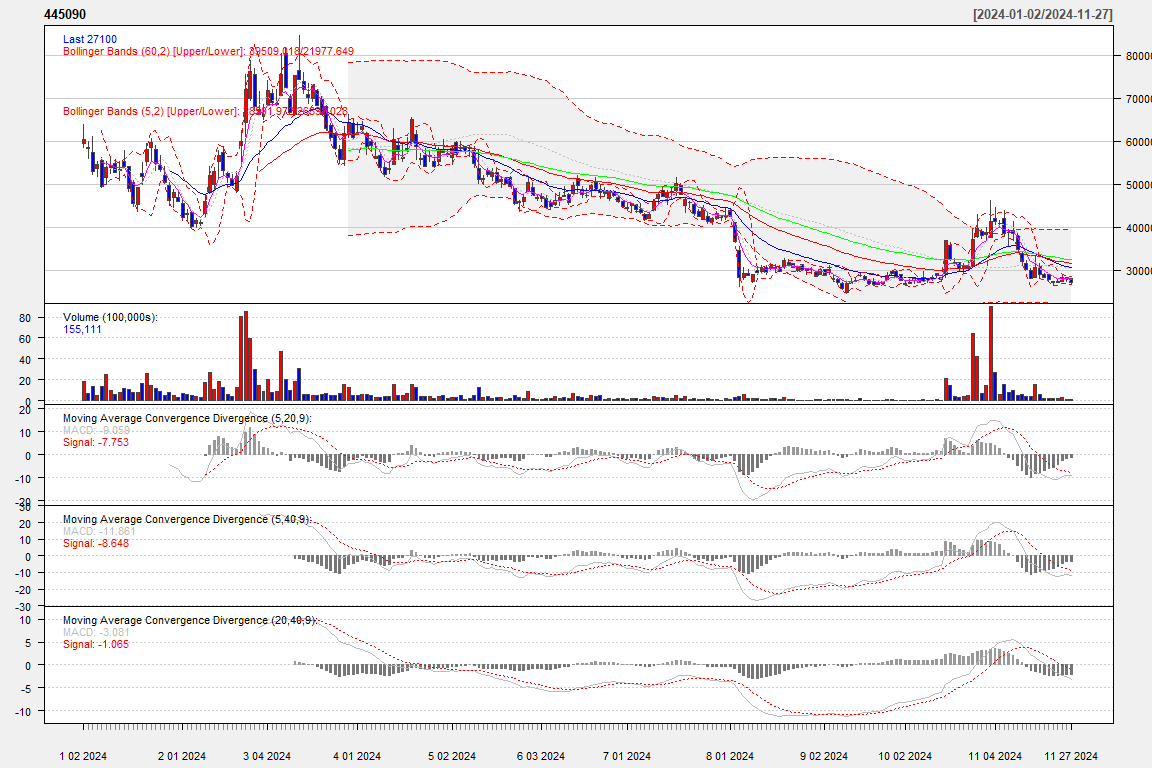 445090 [2024-01-02/2024-11-27]
Last 27100
Bollinger Bands (60,2) [Upper/Lower]: 39509.018/21977.649
Bollinger Bands (5,2) [Upper/Lower]:
80000
70000
60000
50000
40000
30000
Volume (100,000s):
155,111
80
60
40
20
0
Moving Average Convergence Divergence (5,20,9):
MACD: -9.059
Signal: -7.753
20
10
0
-10
-20
Moving Average Convergence Divergence (5,40,9):
MACD: -11.861
Signal: -8.648
30
20
10
0
-10
-20
-30
Moving Average Convergence Divergence (20,40,9):
MACD: -3.081
Signal: -1.065
10
5
0
-5
-10
1 02 2024 2 01 2024 3 04 2024 4 01 2024 5 02 2024 6 03 2024 7 01 2024 8 01 2024 9 02 2024 10 02 2024 11 04 2024 11 27 2024